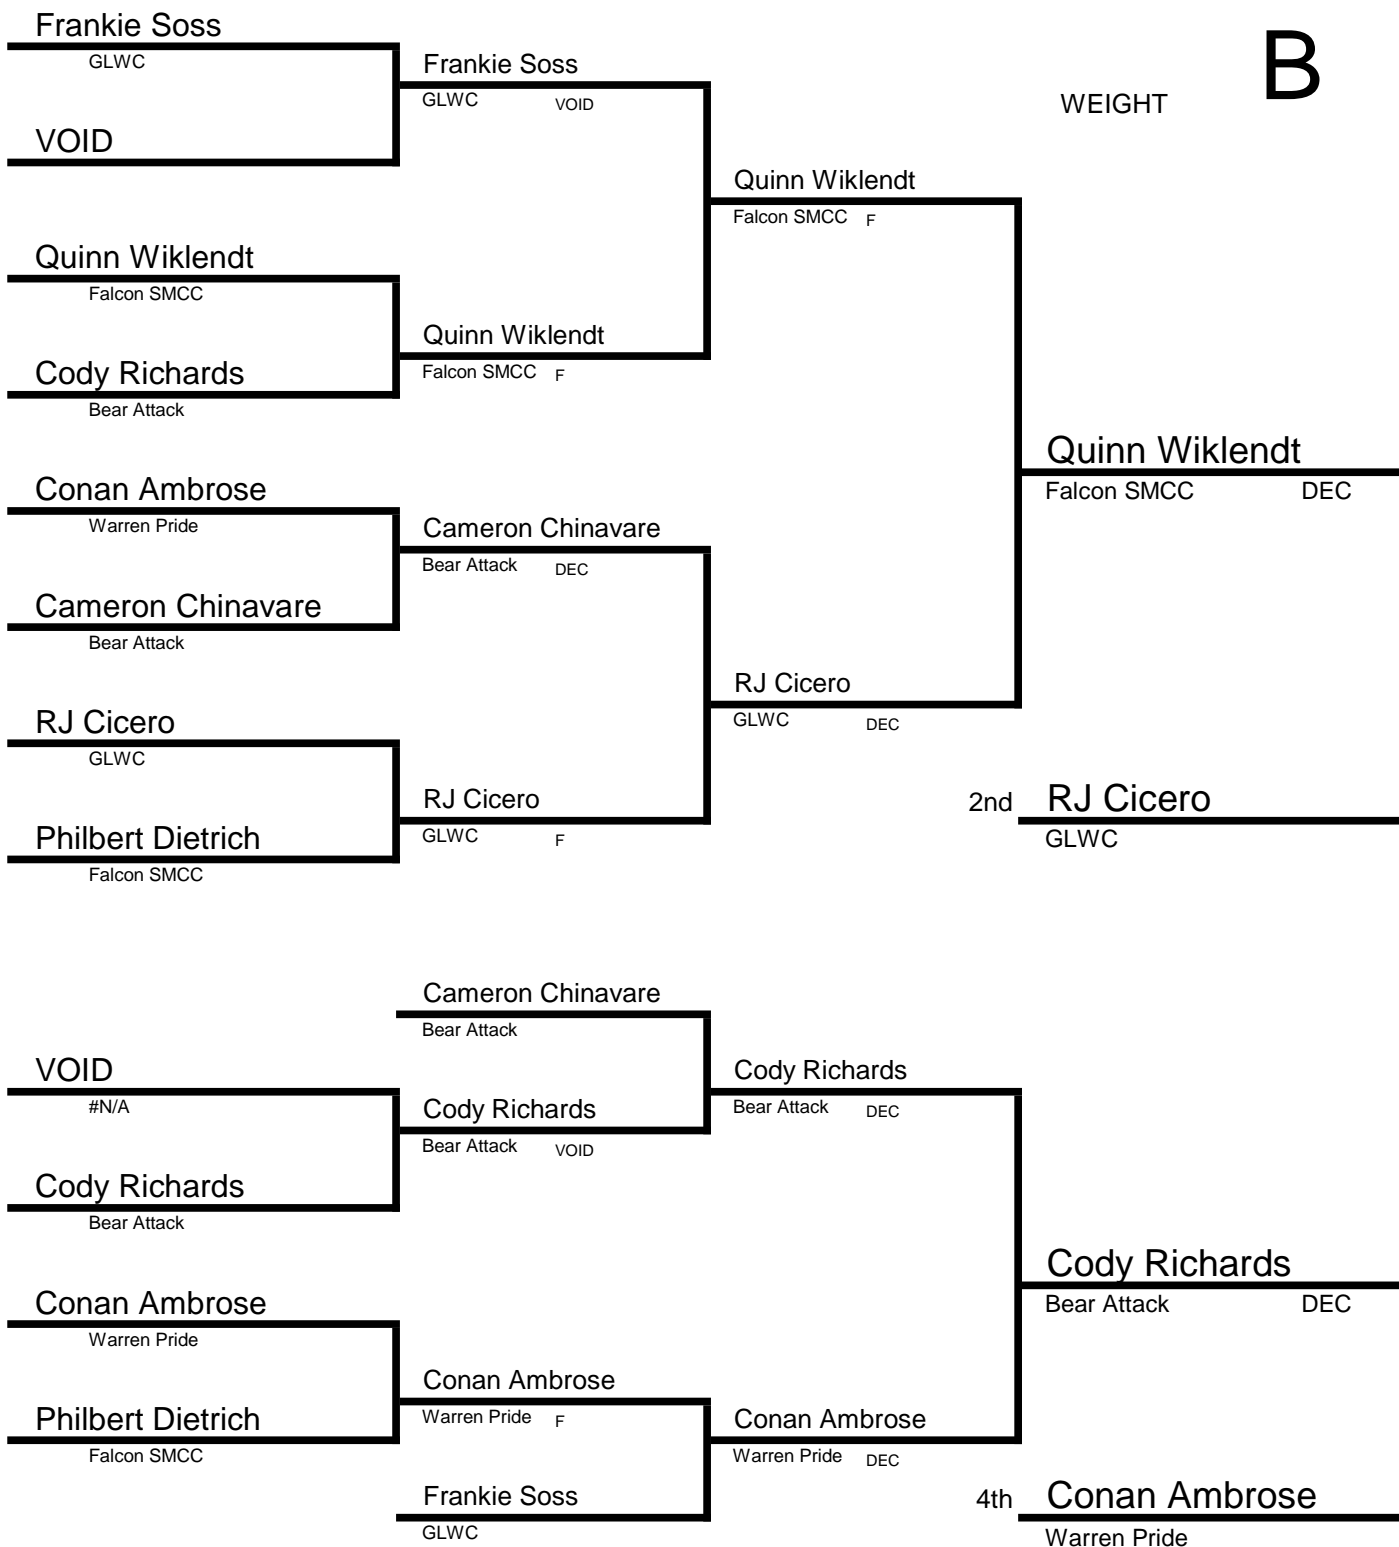 Frankie Soss
GLWC
Frankie Soss
B
GLWC VOID
WEIGHT
VOID
Quinn Wiklendt
Falcon SMCC F
Quinn Wiklendt
Falcon SMCC
Quinn Wiklendt
Cody Richards
Falcon SMCC F
Bear Attack
Quinn Wiklendt
Conan Ambrose
Falcon SMCC DEC
Warren Pride
Cameron Chinavare
Bear Attack DEC
Cameron Chinavare
Bear Attack
RJ Cicero
RJ Cicero
GLWC DEC
GLWC
RJ Cicero
2nd RJ Cicero
Philbert Dietrich
GLWC F
GLWC
Falcon SMCC
Cameron Chinavare
Bear Attack
VOID
Cody Richards
#N/A
Cody Richards
Bear Attack DEC
Bear Attack VOID
Cody Richards
Bear Attack
Cody Richards
Conan Ambrose
Bear Attack DEC
Warren Pride
Conan Ambrose
Philbert Dietrich
Warren Pride F
Conan Ambrose
Falcon SMCC
Warren Pride DEC
Frankie Soss
4th Conan Ambrose
GLWC
Warren Pride